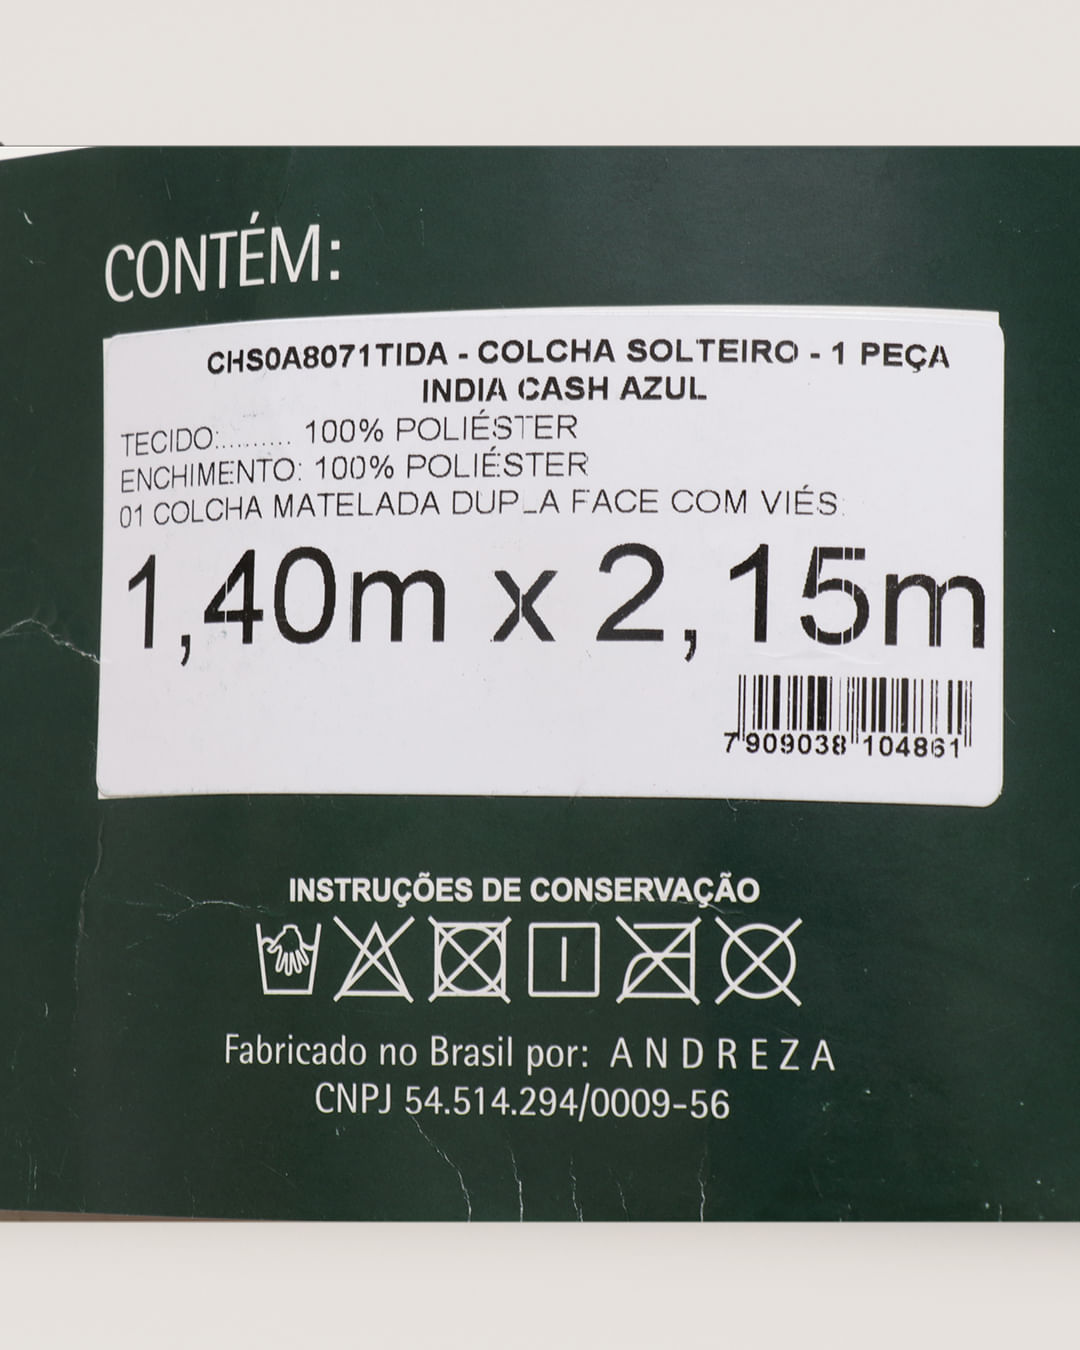 CONTÉM:
CHS0A8071TIDA - COLCHA SOLTEIRO - 1 PEÇA
INDIA CASH AZUL
TECIDO:.......... 100% POLIÉSTER
ENCHIMENTO: 100% POLIÉSTER
01 COLCHA MATELADA DUPLA FACE COM VIÉS:
1,40m x 2,15m
7 909038 104861
INSTRUÇÕES DE CONSERVAÇÃO
Fabricado no Brasil por: ANDREZA
CNPJ 54.514.294/0009-56